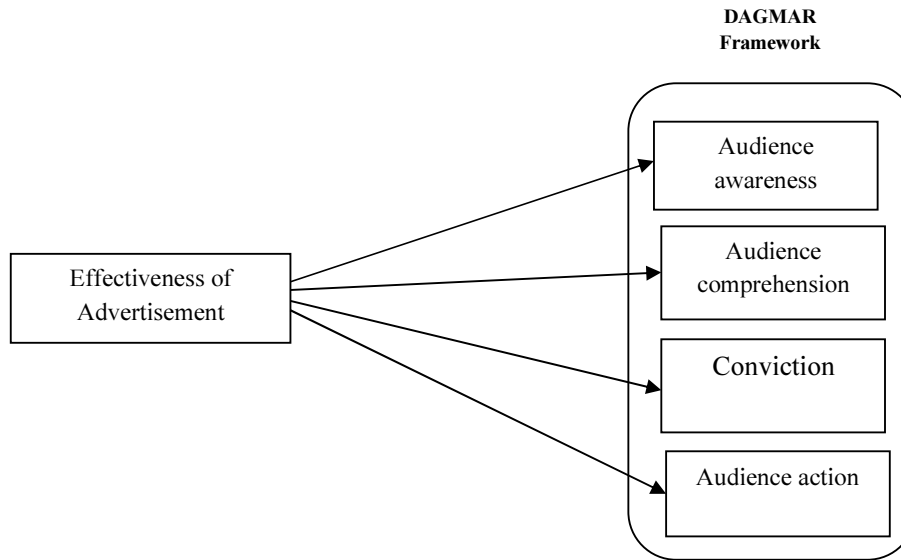 DAGMAR
Framework
Audience
awareness
Effectiveness of
Advertisement
Audience
comprehension
Conviction
Audience action